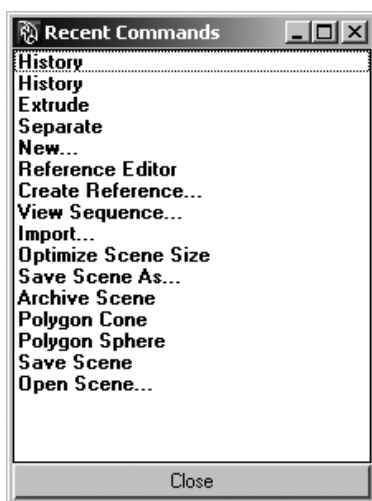 Recent Commands
History
History
Extrude
Separate
New...
Reference Editor
Create Reference...
View Sequence...
Import...
Optimize Scene Size
Save Scene As...
Archive Scene
Polygon Cone
Polygon Sphere
Save Scene
Open Scene...
Close